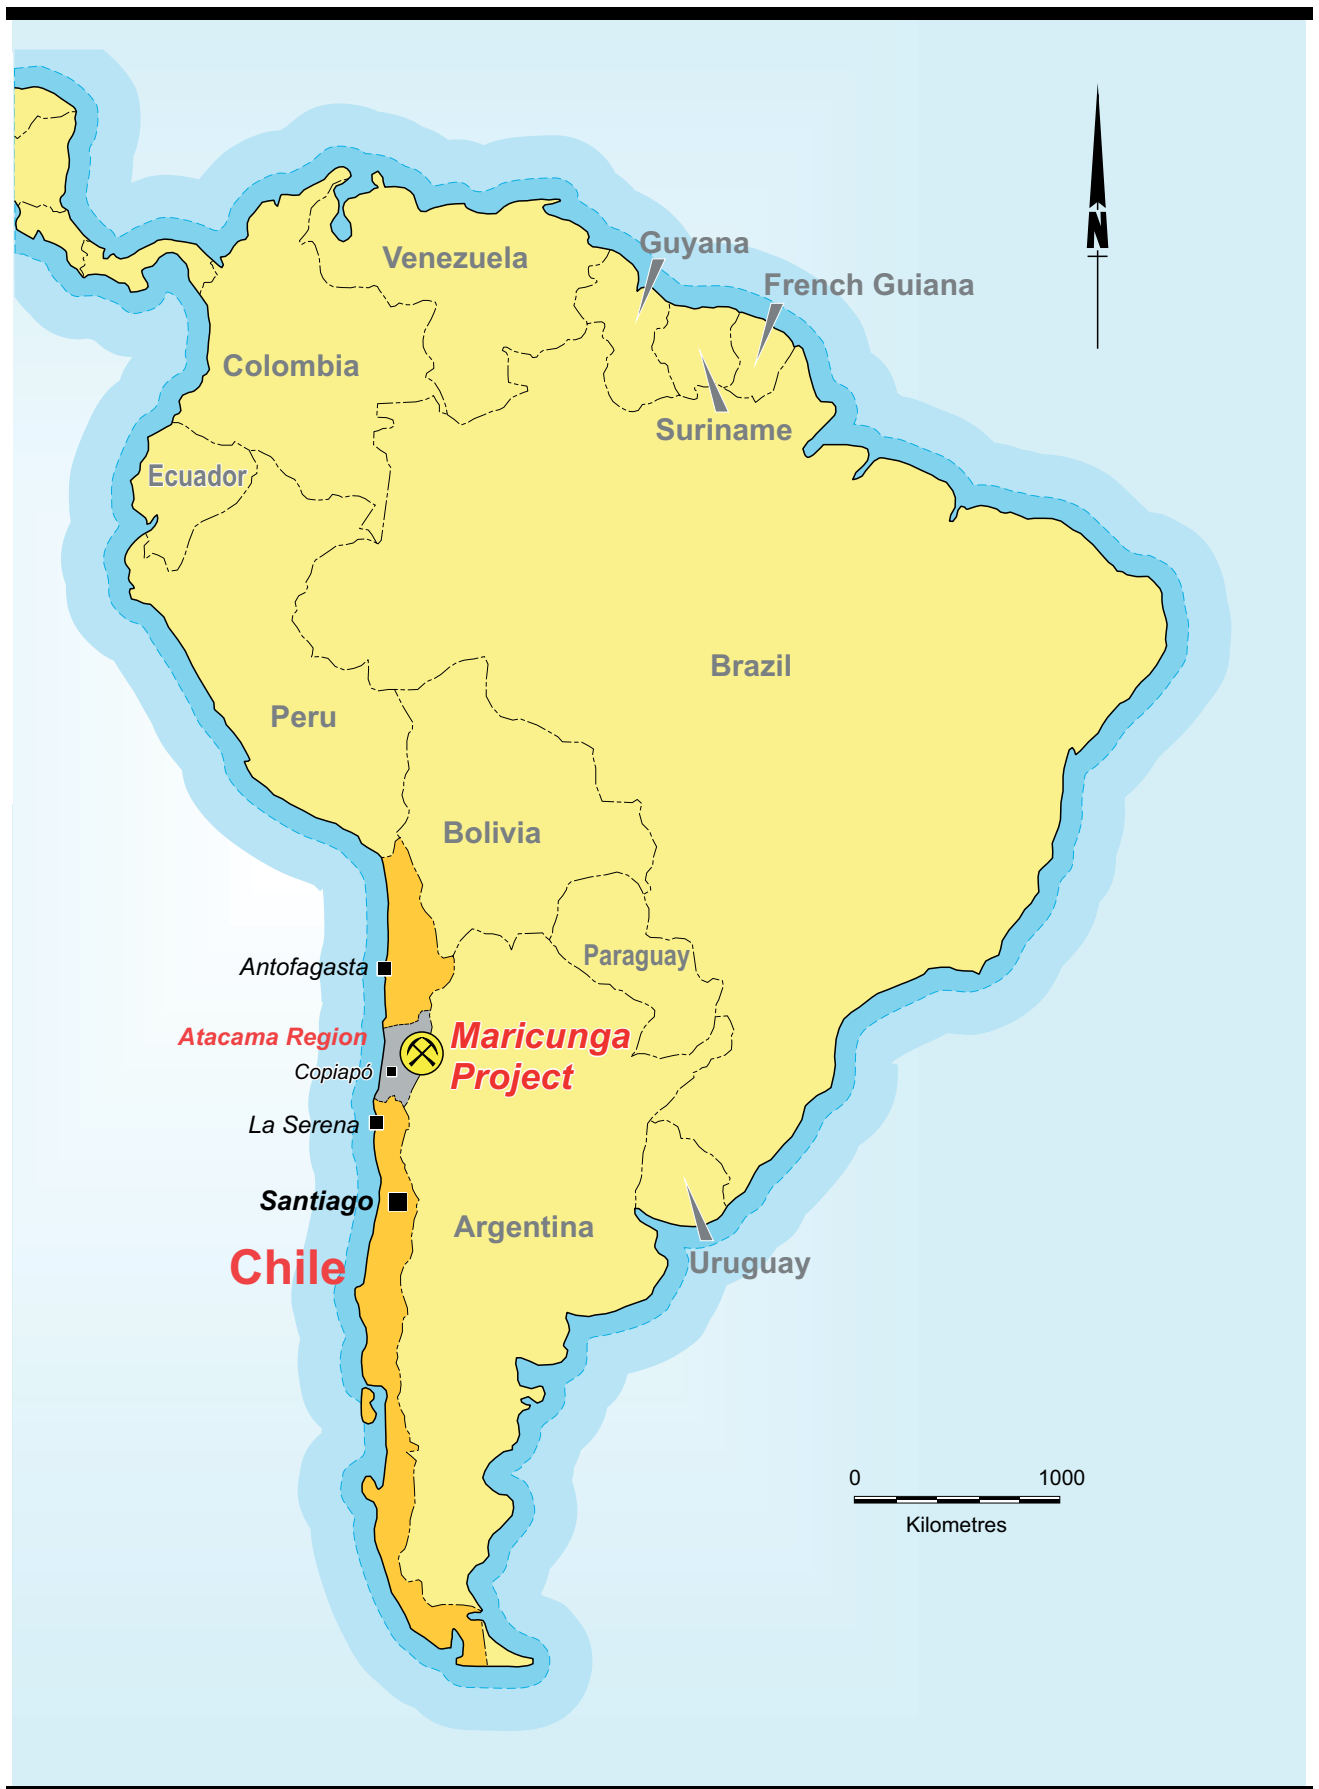 Guyana
Venezuela
French Guiana
N
Colombia
Suriname
Ecuador
Brazil
Peru
Bolivia
Paraguay
Antofagasta
Atacama Region
Maricunga
Project
Copiapó
La Serena
Santiago
Argentina
Chile
Uruguay
0 1000
Kilometres